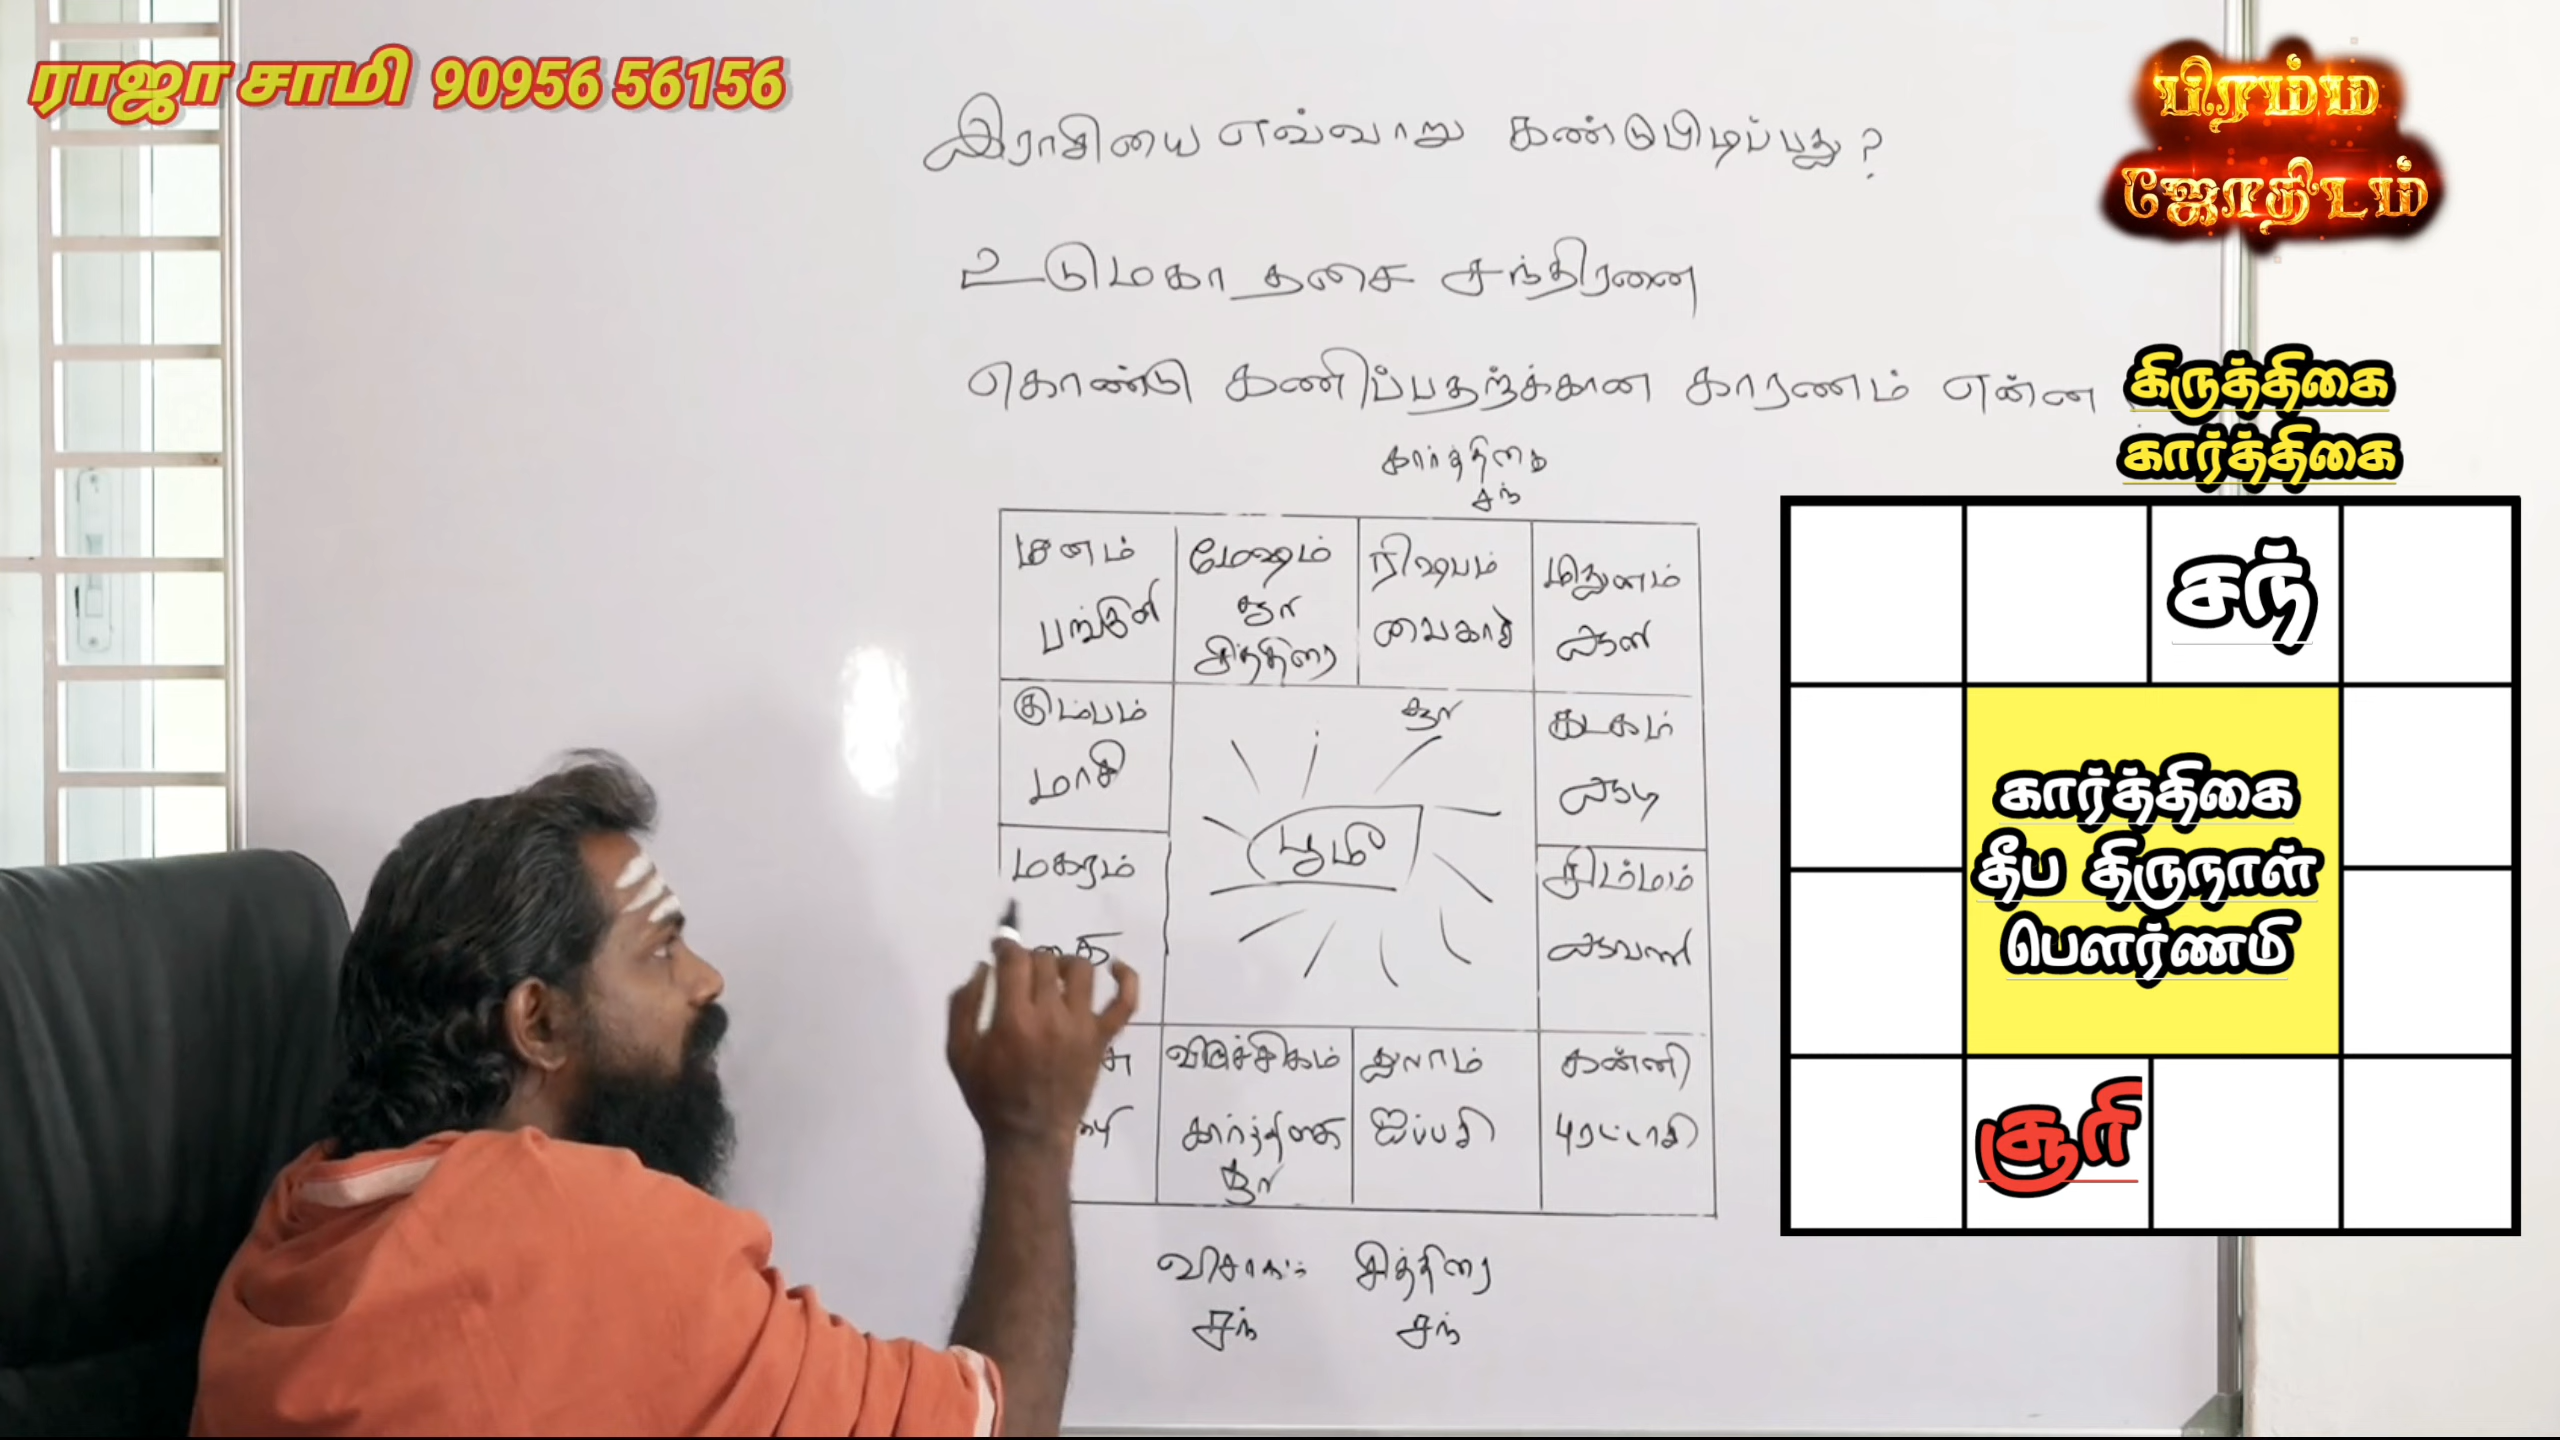 ராஜா சாமி 90956 56156
பிரம்ம
ஜோதிடம்
இராசியை எவ்வாறு கண்டுபிடிப்பது?
உடுமகா தசை சந்திரனை
கொண்டு கணிப்பதற்க்கான காரணம் என்ன
கிருத்திகை
கார்த்திகை
கார்த்திகை
சந்
மீனம் மேஷம் ரிஷபம் மிதுனம்
பங்குனி சூரி சித்திரை வைகாசி ஆனி
கும்பம் சூரி கடகம்
மாசி ஆடி
மகரம் பூமி சிம்மம்
தை ஆவணி
விருச்சிகம் துலாம் கன்னி
கார்த்திகை ஐப்பசி புரட்டாசி
சூரி
விசாகம் சித்திரை
சந் சந்
சந்
கார்த்திகை
தீப திருநாள்
பௌர்ணமி
சூரி